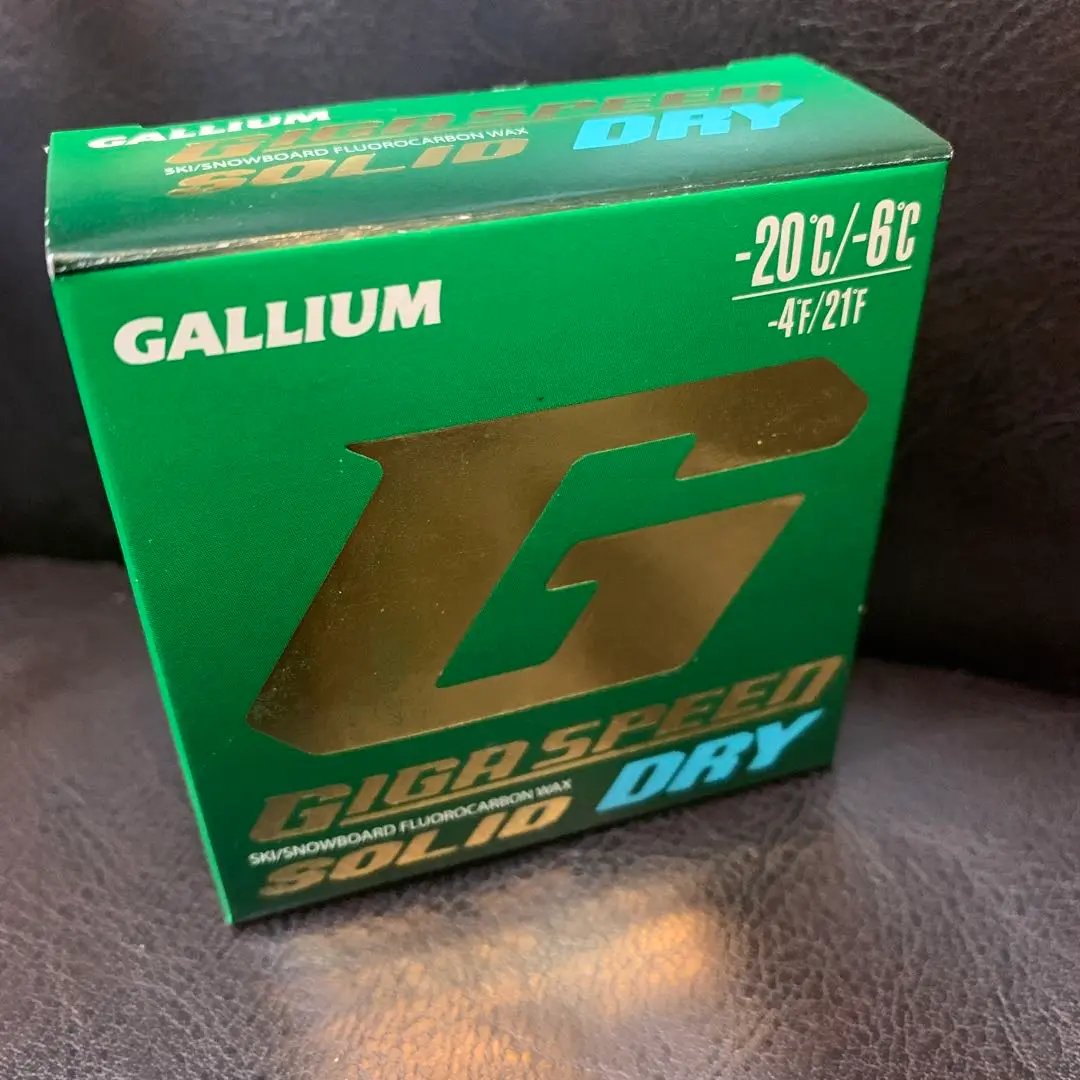 GALLIUM
GIGA SPEED
SKI/SNOWBOARD FLUOROCARBON WAX
SOLID DRY
-20℃/-6℃
-4°F/21°F
GALLIUM
GIGA SPEED
SKI/SNOWBOARD FLUOROCARBON WAX
SOLID DRY